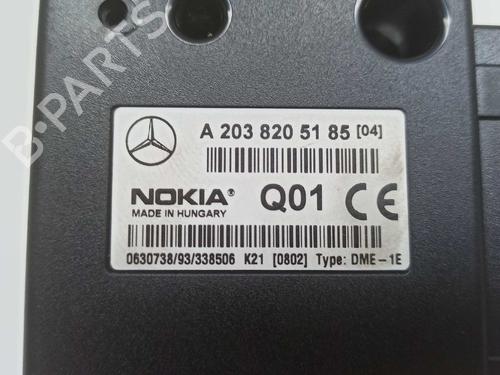 A 203 820 51 85 [04]
NOKIA®
MADE IN HUNGARY
Q01 CE
0630738/93/338506 K21 [0802] Type: DME-1E
B-PARTS